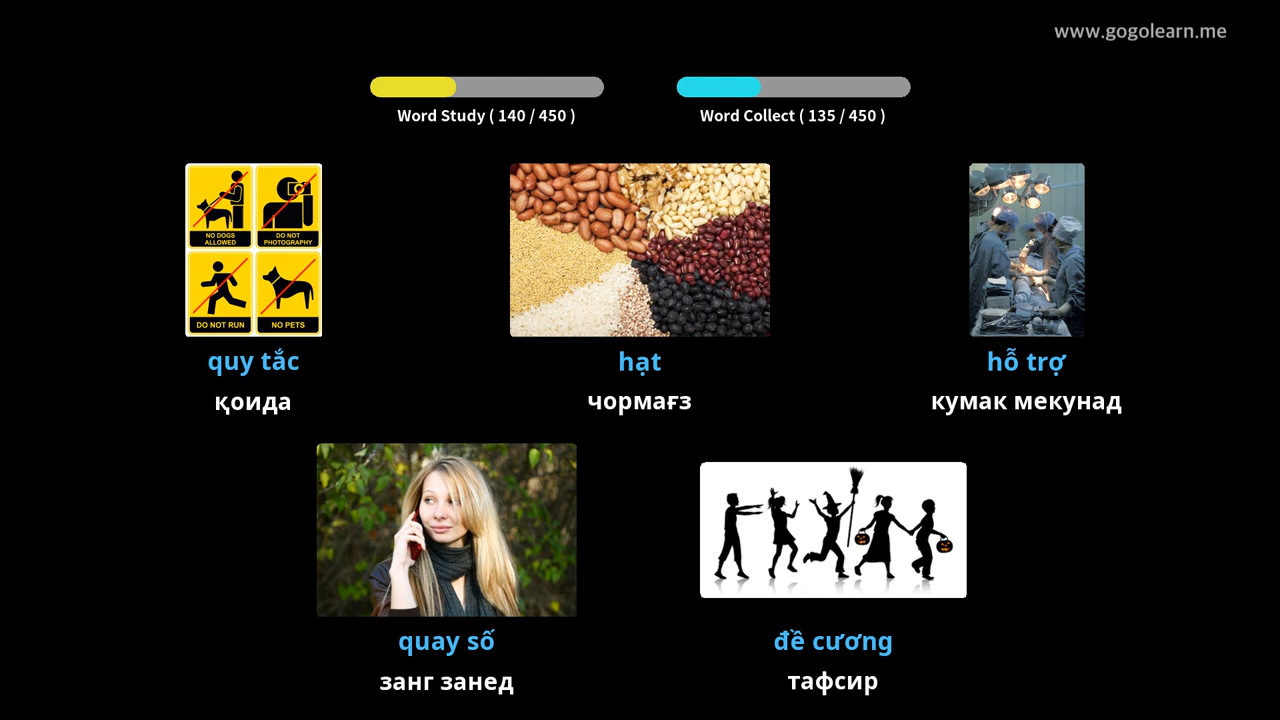 www.gogolearn.me
Word Study ( 140 / 450 )
Word Collect ( 135 / 450 )
NO DOGS
ALLOWED
DO NOT
PHOTOGRAPHY
DO NOT RUN
NO PETS
quy tắc
қоида
hạt
чормағз
hỗ trợ
кумак мекунад
quay số
занг занед
đề cương
тафсир